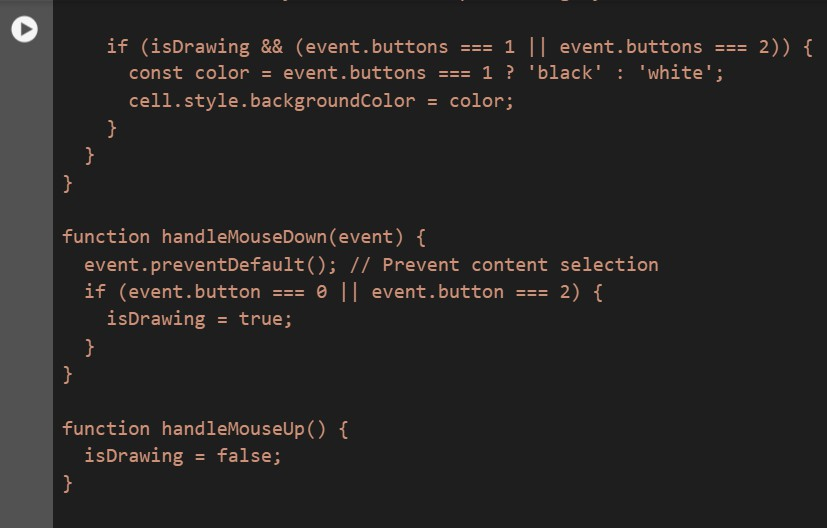 if (isDrawing && (event.buttons === 1 || event.buttons === 2)) {
const color = event.buttons === 1 ? 'black' : 'white';
cell.style.backgroundColor = color;
}
}
}
function handleMouseDown(event) {
event.preventDefault(); // Prevent content selection
if (event.button === 0 || event.button === 2) {
isDrawing = true;
}
}
function handleMouseUp() {
isDrawing = false;
}